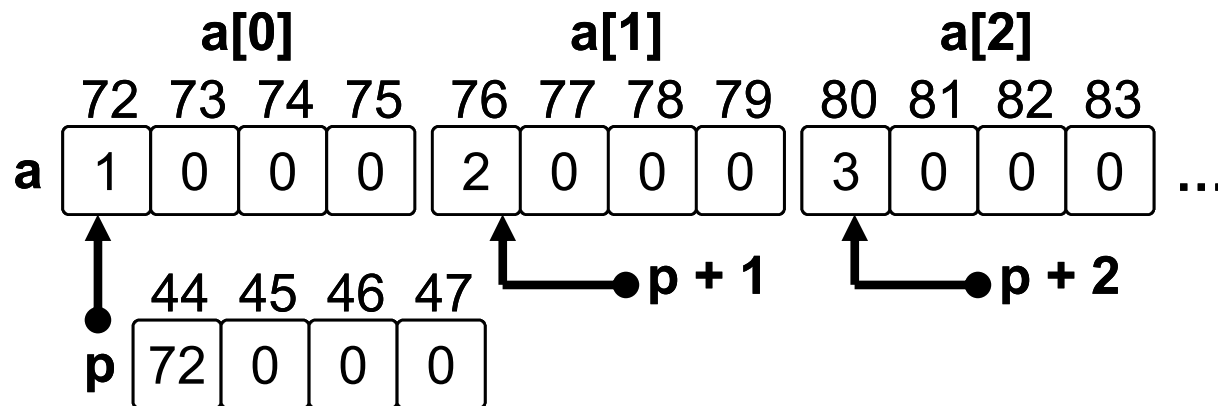 a[0] a[1] a[2]
72 73 74 75 76 77 78 79 80 81 82 83
a 1 0 0 0 2 0 0 0 3 0 0 0 ...
p + 1 p + 2
44 45 46 47
p 72 0 0 0